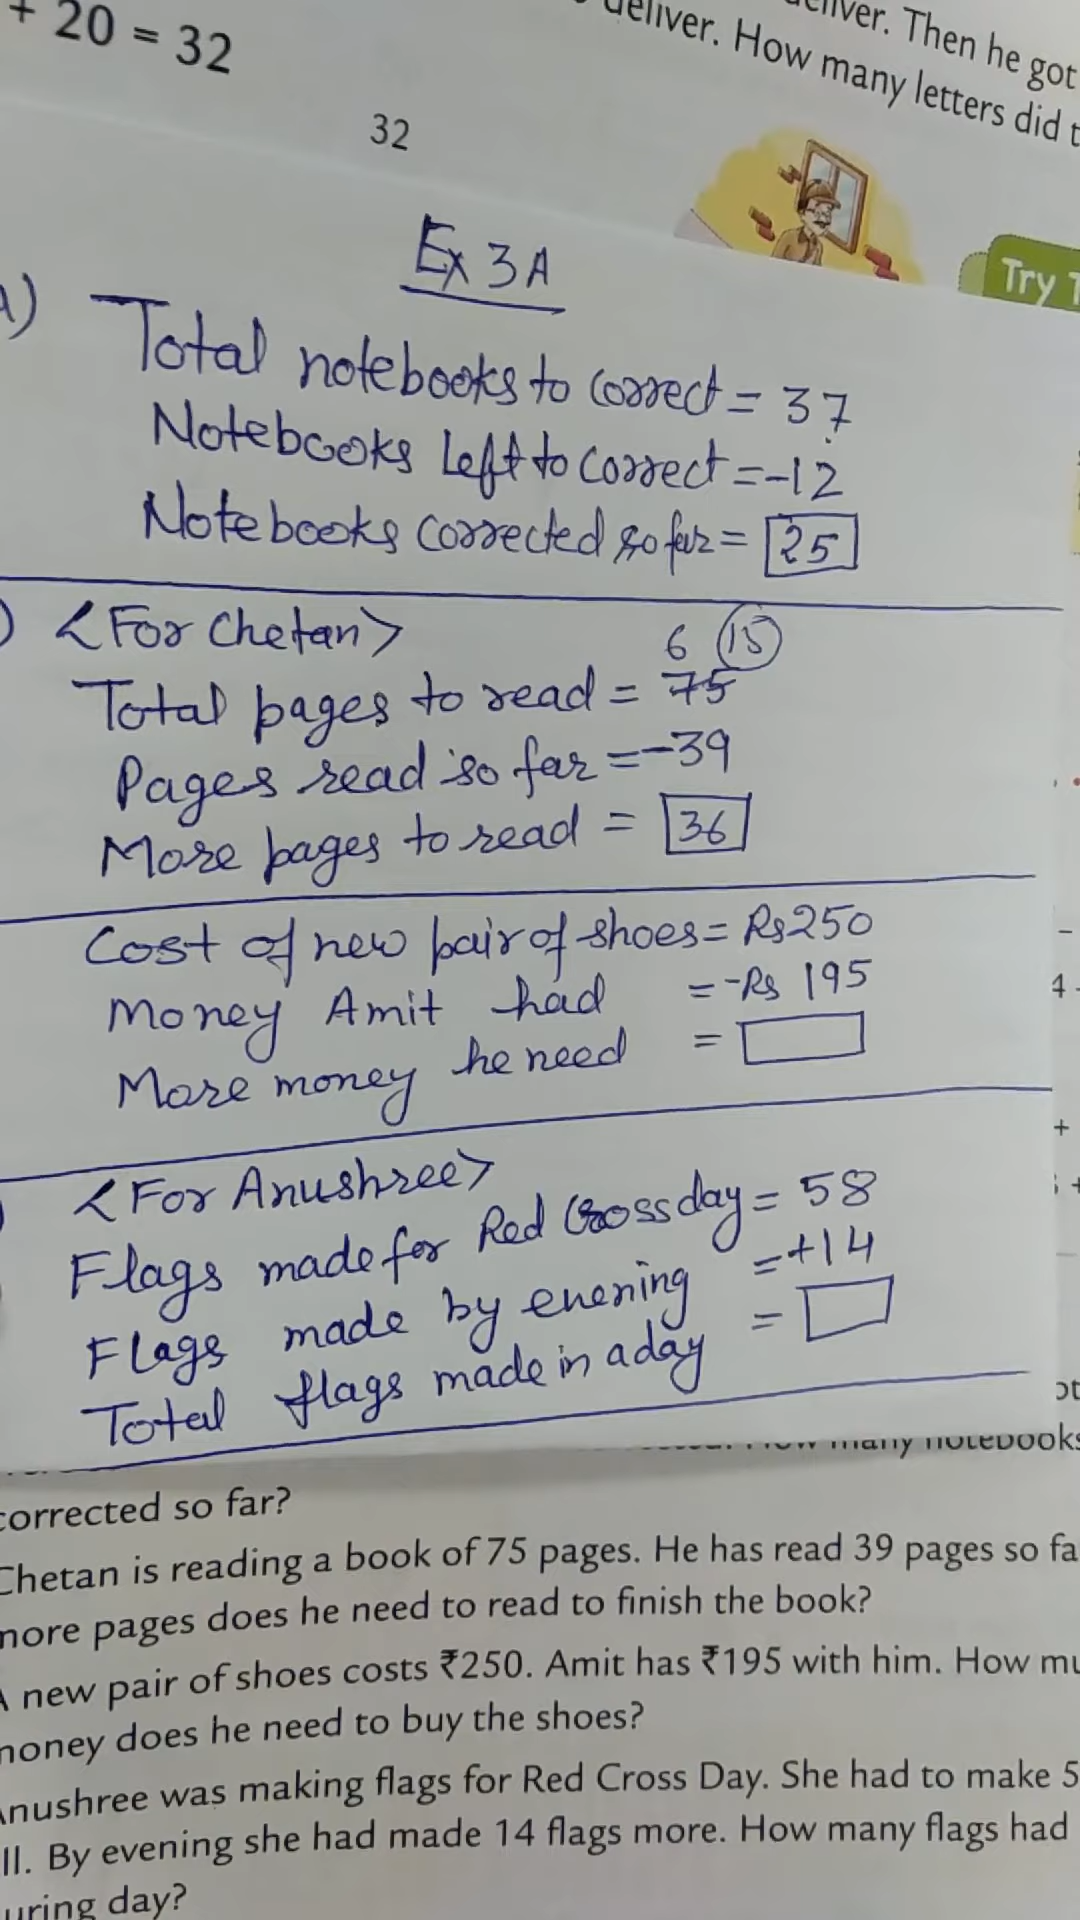 + 20 = 32
deliver. Then he got
deliver. How many letters did t
32
Try T
Ex 3A
a) Total notebooks to correct = 37
Notebooks left to correct = -12
Notebooks corrected so far = 25
<For Chetan>
6 15
Total pages to read = 75
Pages read so far = -39
More pages to read = 36
Cost of new pair of shoes = Rs250
Money Amit had = -Rs 195
More money he need =
<For Anushree>
Flags made for Red Cross day = 58
Flags made by evening = +14
Total flags made in a day =
many notebooks
corrected so far?
Chetan is reading a book of 75 pages. He has read 39 pages so fa
more pages does he need to read to finish the book?
A new pair of shoes costs ₹250. Amit has ₹195 with him. How mu
money does he need to buy the shoes?
Anushree was making flags for Red Cross Day. She had to make 5
ll. By evening she had made 14 flags more. How many flags had
uring day?